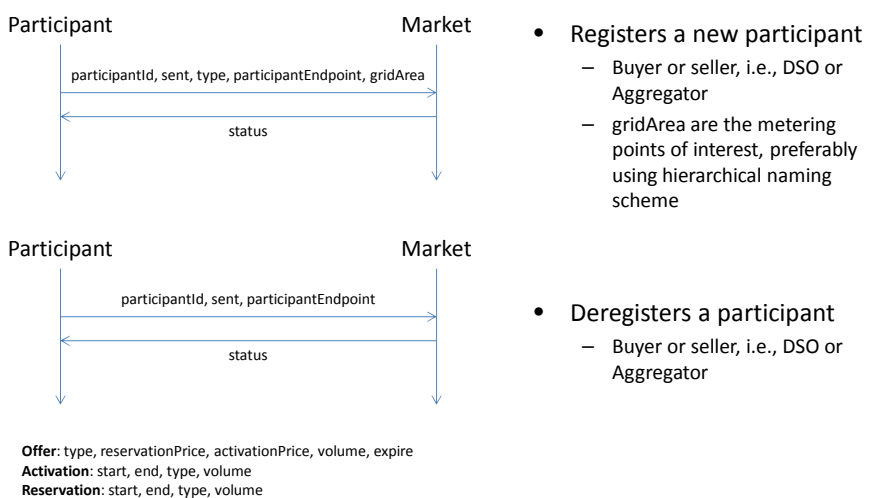 Participant Market
participantId, sent, type, participantEndpoint, gridArea
status
• Registers a new participant
– Buyer or seller, i.e., DSO or
Aggregator
– gridArea are the metering
points of interest, preferably
using hierarchical naming
scheme
Participant Market
participantId, sent, participantEndpoint
status
• Deregisters a participant
– Buyer or seller, i.e., DSO or
Aggregator
Offer: type, reservationPrice, activationPrice, volume, expire
Activation: start, end, type, volume
Reservation: start, end, type, volume